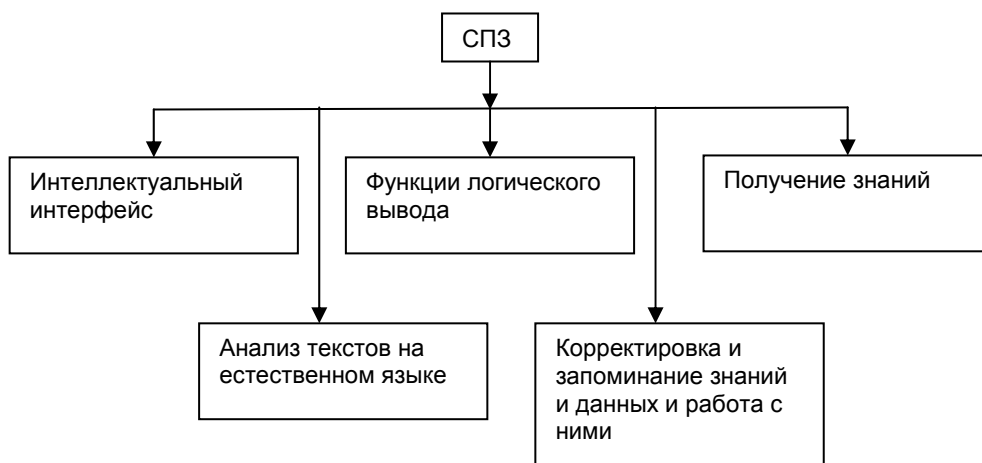 СПЗ
Интеллектуальный
интерфейс
Функции логического
вывода
Получение знаний
Анализ текстов на
естественном языке
Корректировка и
запоминание знаний
и данных и работа с
ними